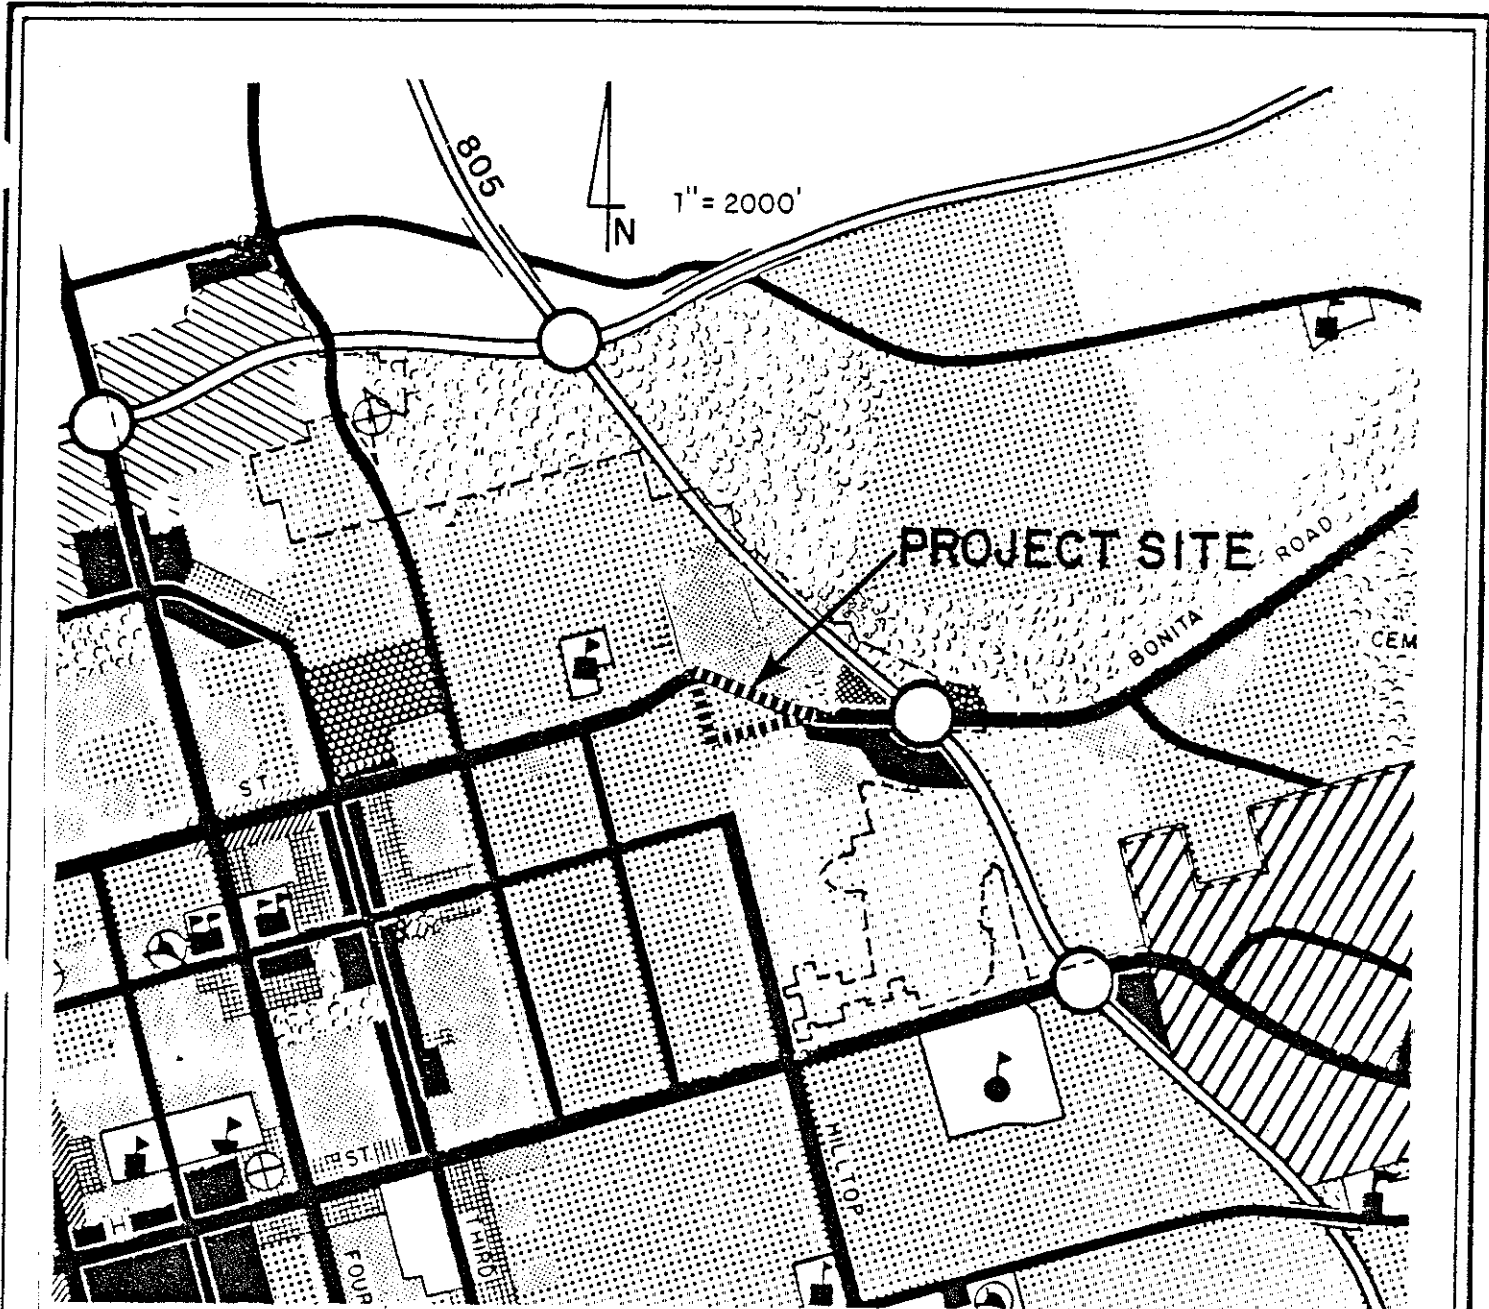 805
1" = 2000'
N
PROJECT SITE
ROAD
BONITA
CEM
ST
ST
HILLTOP
H
THIRD
FOUR